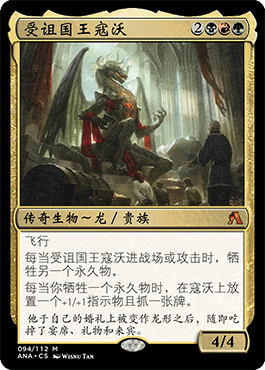 受诅国王寇沃 2
传奇生物～龙／贵族
飞行
每当受诅国王寇沃进战场或攻击时，牺
牲另一个永久物。
每当你牺牲一个永久物时，在寇沃上放
置一个+1/+1指示物且抓一张牌。
他于自己的婚礼上被变作龙形之后，随即吃
掉了宴席、礼物和来宾。
4/4
094/112 M
ANA • CS WISNU TAN